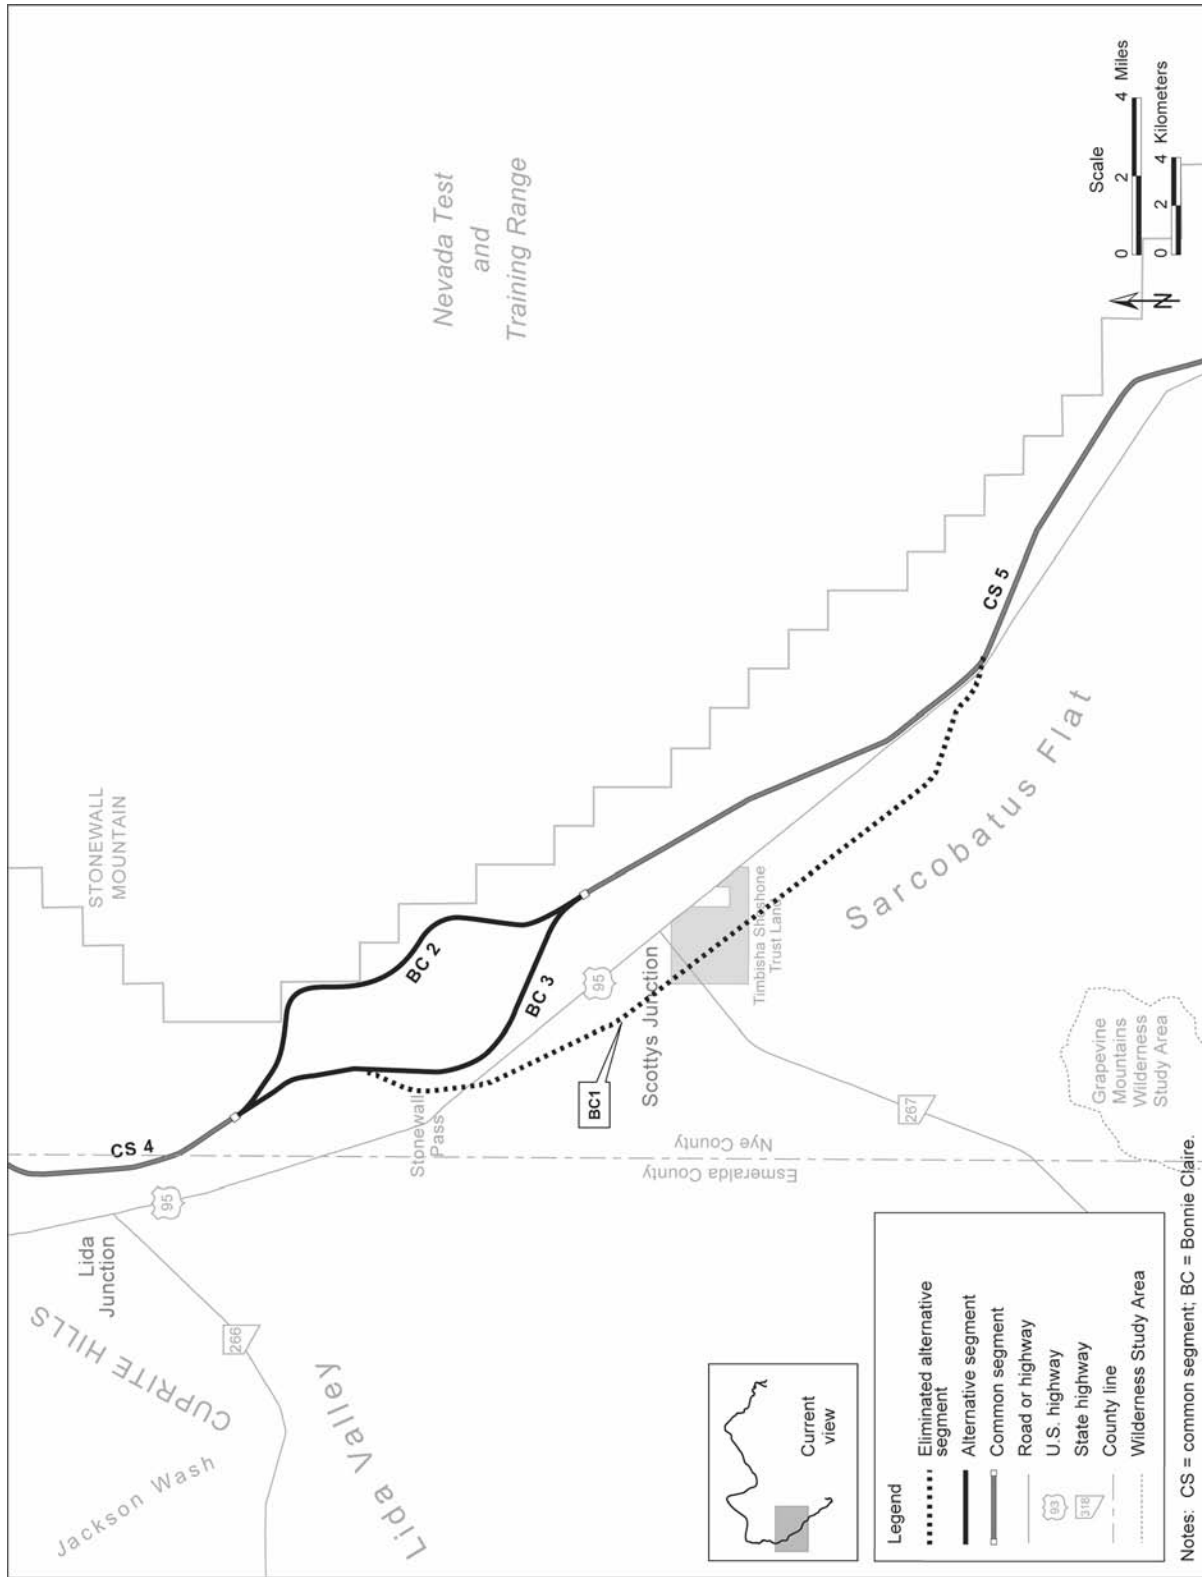 STONEWALL
MOUNTAIN
Nevada Test
and
Training Range
CS 4
BC 2
BC 3
95
Lida
Junction
CUPRITE HILLS
266
Jackson Wash
Lida Valley
Stonewall
Pass
Esmeralda County
Nye County
95
BC1
Scottys Junction
Timbisha Shoshone
Trust Land
267
Sarcobatus Flat
CS 5
Grapevine
Mountains
Wilderness
Study Area
Current
view
Legend
Eliminated alternative
segment
Alternative segment
Common segment
Road or highway
93
U.S. highway
318
State highway
County line
Wilderness Study Area
N
Scale
0 2 4 Miles
0 2 4 Kilometers
Notes: CS = common segment; BC = Bonnie Claire.